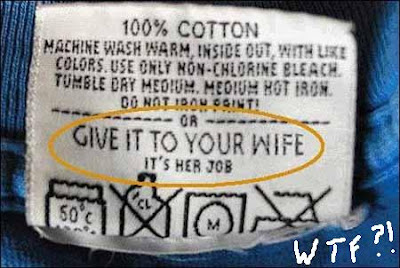 100% COTTON
MACHINE WASH WARM, INSIDE OUT, WITH LIKE
COLORS. USE ONLY NON-CHLORINE BLEACH.
TUMBLE DRY MEDIUM. MEDIUM HOT IRON.
DO NOT IRON PRINT!
OR
GIVE IT TO YOUR WIFE
IT'S HER JOB
50°C
CL
M
WTF?!